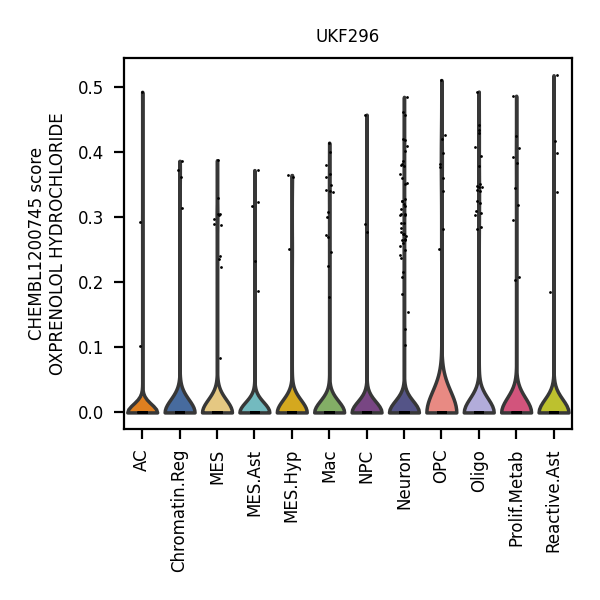 UKF296
CHEMBL1200745 score
OXPRENOLOL HYDROCHLORIDE
0.5
0.4
0.3
0.2
0.1
0.0
AC
Chromatin.Reg
MES
MES.Ast
MES.Hyp
Mac
NPC
Neuron
OPC
Oligo
Prolif.Metab
Reactive.Ast